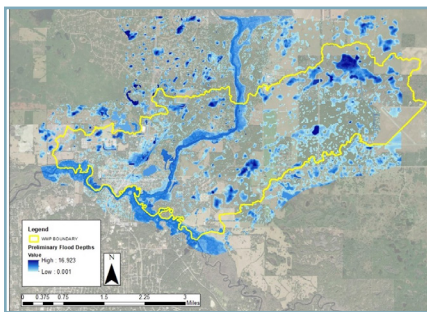 Legend
WMP BOUNDARY
Preliminary Flood Depths
Value
High : 16.923
Low : 0.001
N
0 0.375 0.75 1.5 2.25 3
Miles